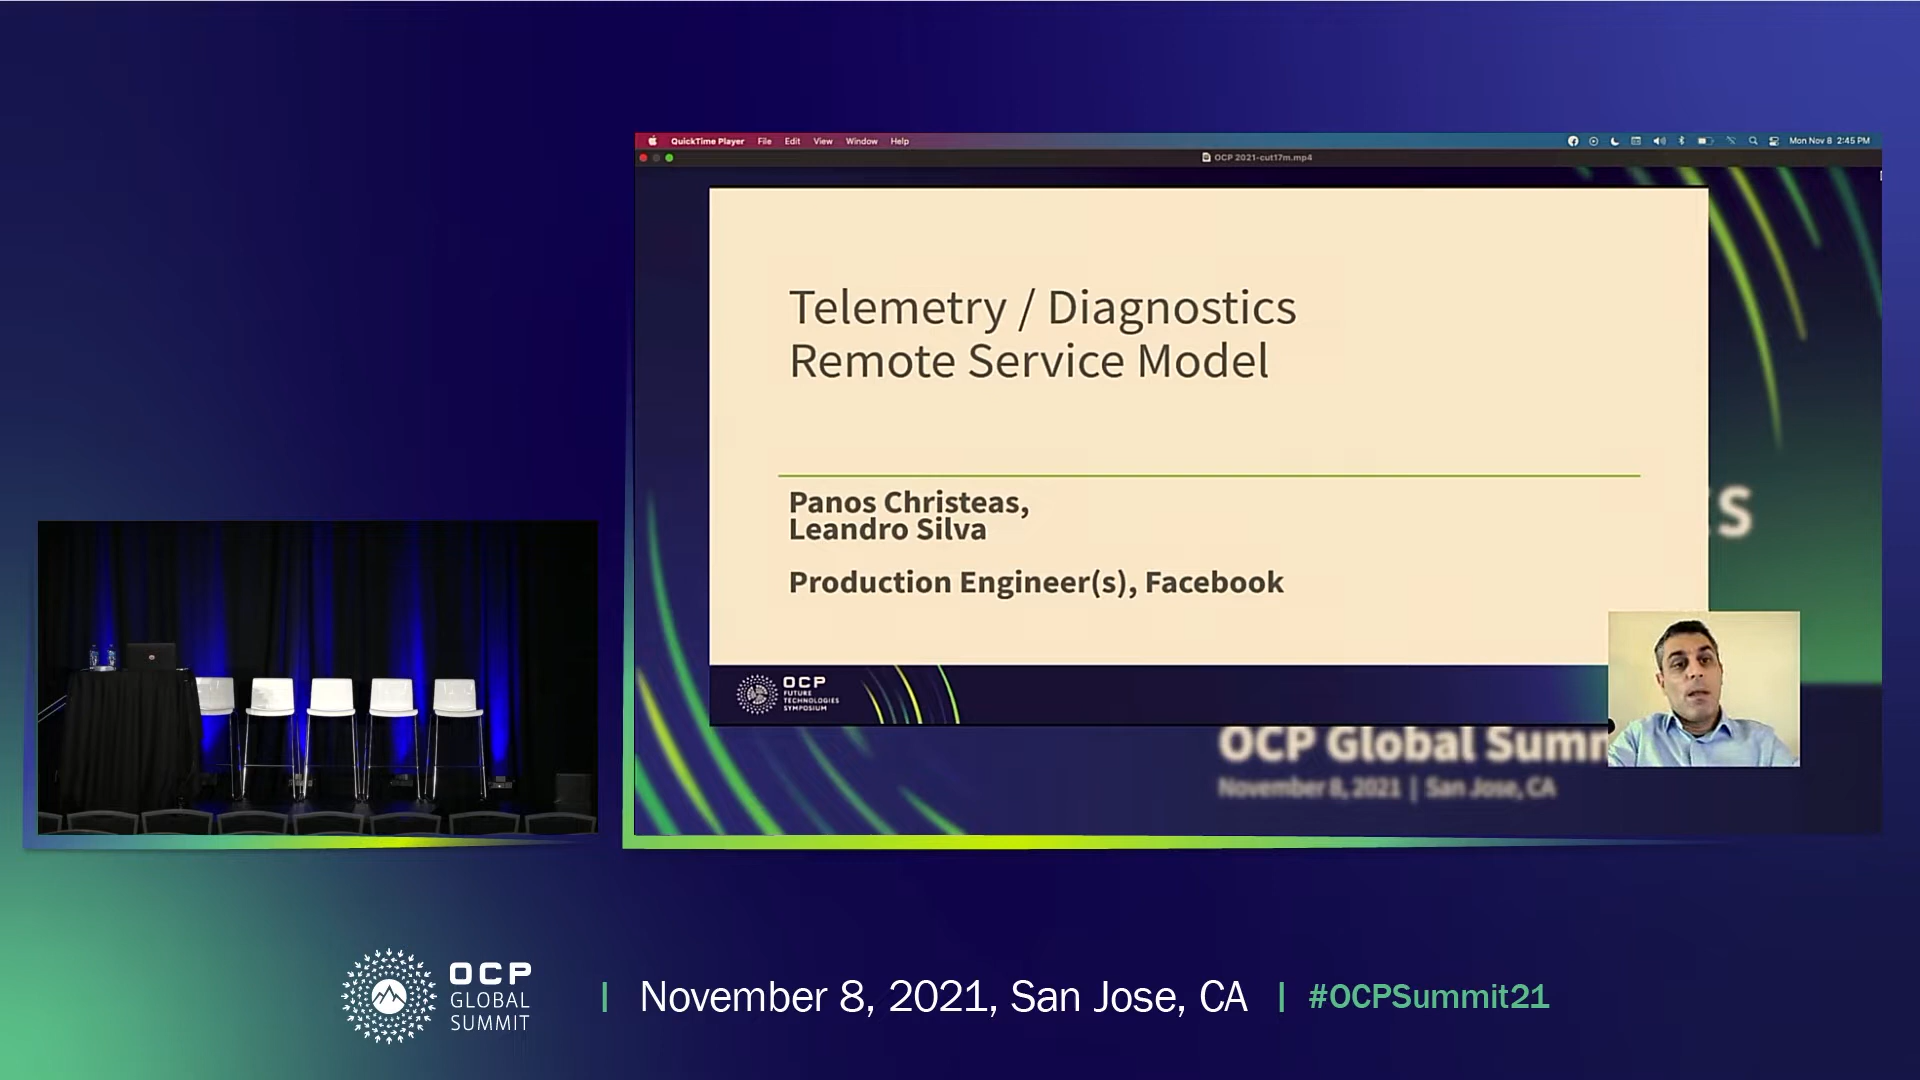 QuickTime Player File Edit View Window Help
Mon Nov 8 2:45 PM
OCP 2021-cut17m.mp4
Telemetry / Diagnostics
Remote Service Model
Panos Christeas,
Leandro Silva
Production Engineer(s), Facebook
OCP
FUTURE
TECHNOLOGIES
SYMPOSIUM
S
OCP Global Summ
November 8, 2021 | San Jose, CA
OCP
GLOBAL
SUMMIT
| November 8, 2021, San Jose, CA | #OCPSummit21